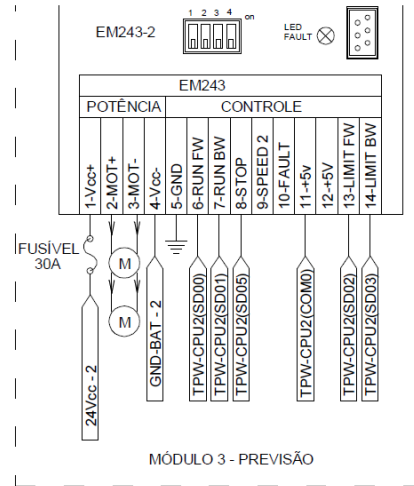 1 2 3 4 on
EM243-2
LED
FAULT
EM243
POTÊNCIA CONTROLE
1-Vcc+
2-MOT+
3-MOT-
4-Vcc-
5-GND
6-RUN FW
7-RUN BW
8-STOP
9-SPEED 2
10-FAULT
11-+5v
12-+5V
13-LIMIT FW
14-LIMIT BW
FUSÍVEL
30A
M
M
24Vcc - 2
GND-BAT - 2
TPW-CPU2(SD00)
TPW-CPU2(SD01)
TPW-CPU2(SD05)
TPW-CPU2(COM0)
TPW-CPU2(SD02)
TPW-CPU2(SD03)
MÓDULO 3 - PREVISÃO